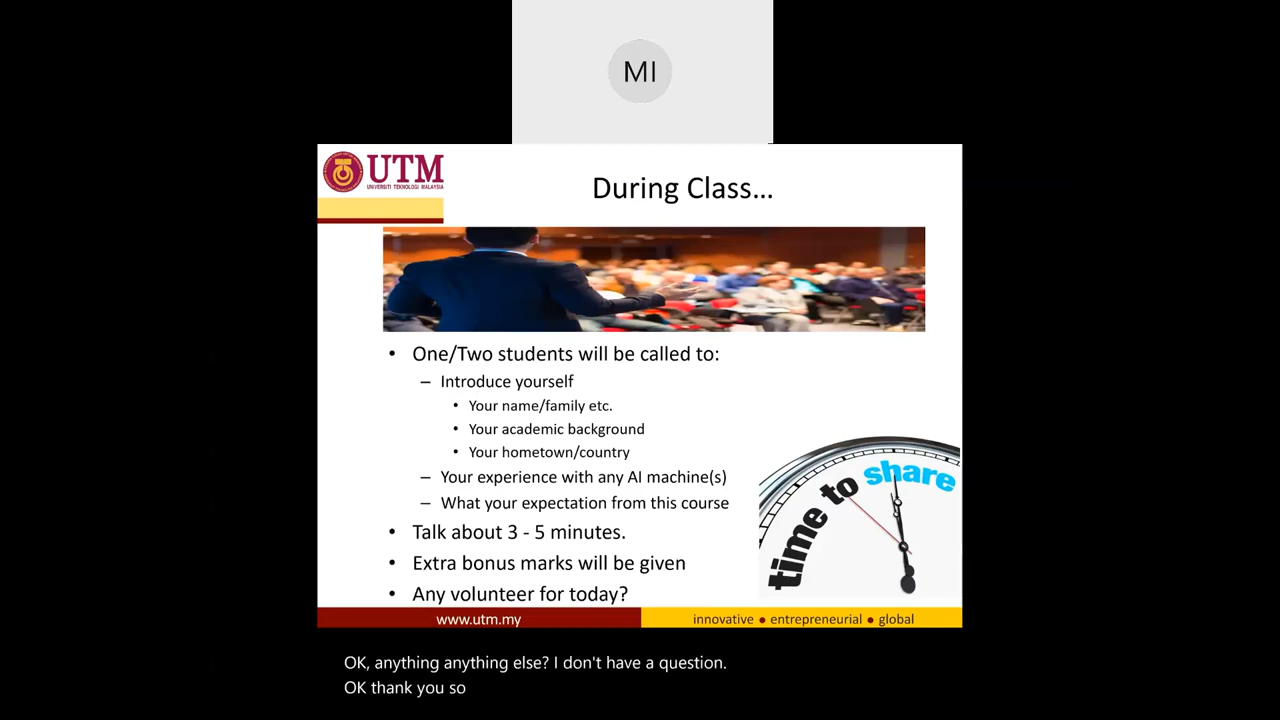 MI
UTM
UNIVERSITI TEKNOLOGI MALAYSIA
During Class...
• One/Two students will be called to:
– Introduce yourself
• Your name/family etc.
• Your academic background
• Your hometown/country
– Your experience with any AI machine(s)
– What your expectation from this course
• Talk about 3 - 5 minutes.
• Extra bonus marks will be given
• Any volunteer for today?
time to share
www.utm.my
innovative ● entrepreneurial ● global
OK, anything anything else? I don't have a question.
OK thank you so